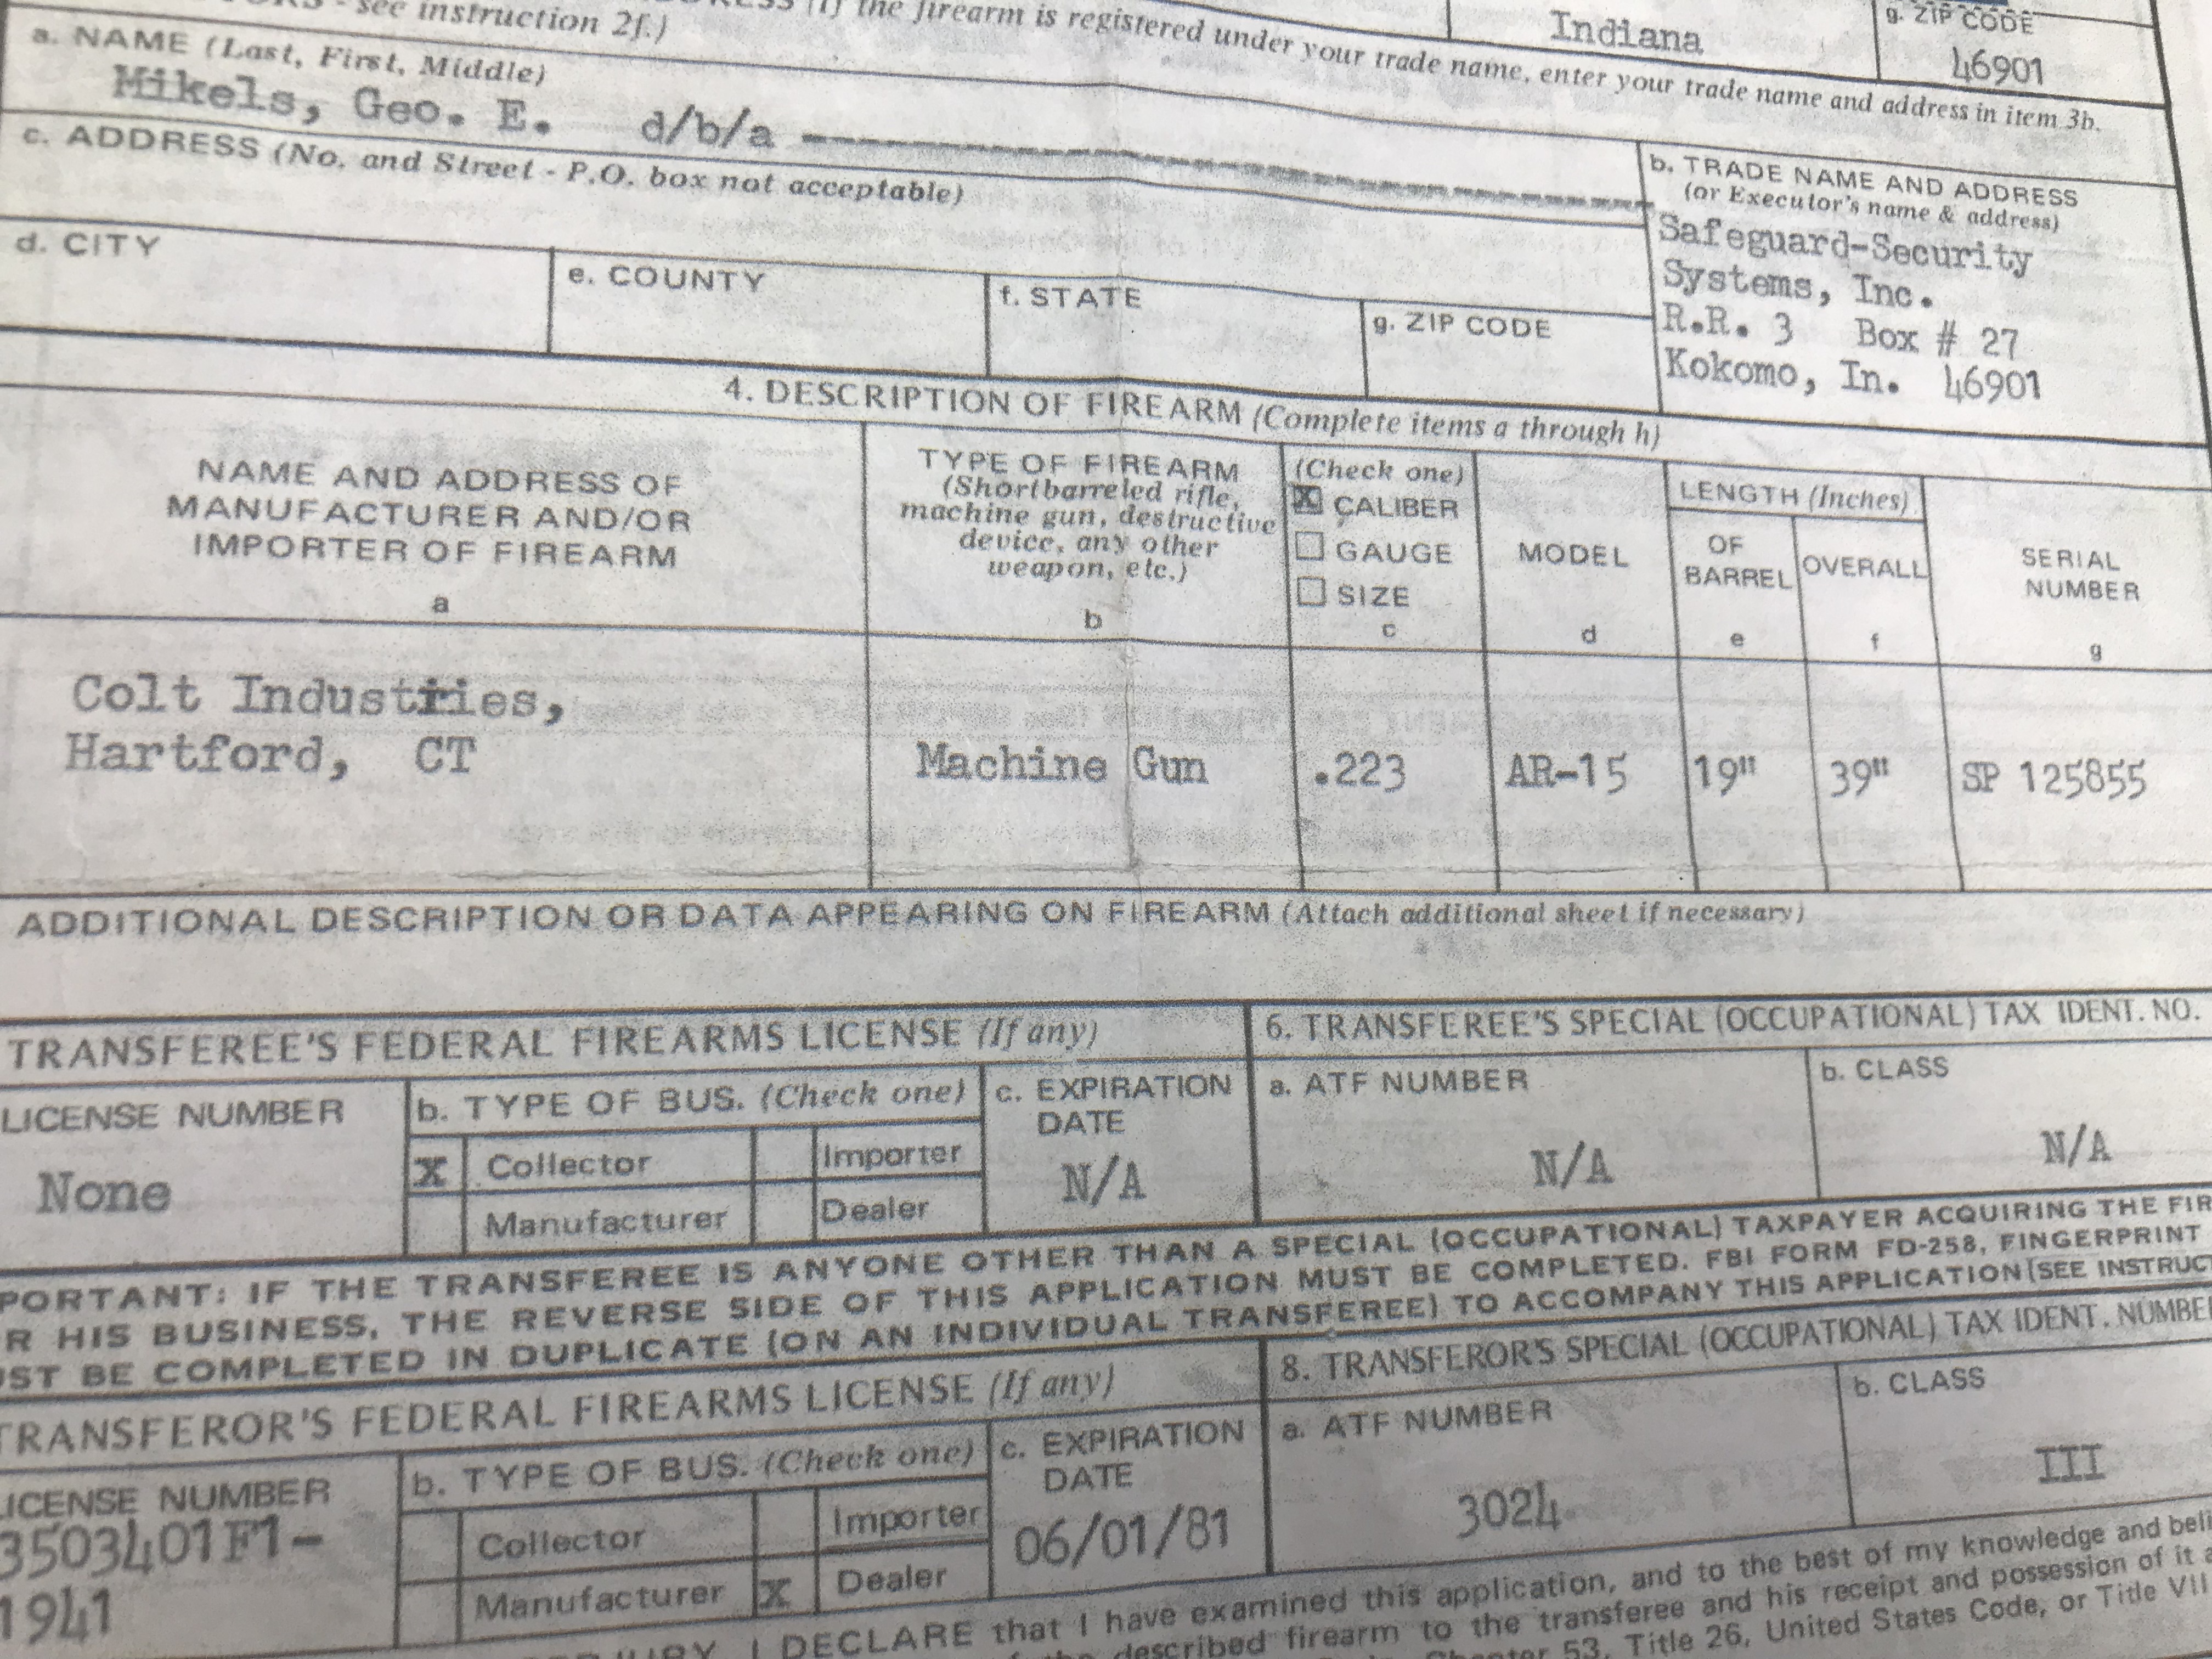 see instruction 2f.)
(If the firearm is registered under your trade name, enter your trade name and address in item 3b.
Indiana
g. ZIP CODE
46901
a. NAME (Last, First, Middle)
Mikels, Geo. E. d/b/a ----------
b. TRADE NAME AND ADDRESS
(or Executor's name & address)
Safeguard-Security
Systems, Inc.
R.R. 3 Box # 27
Kokomo, In. 46901
c. ADDRESS (No. and Street - P.O. box not acceptable)
d. CITY
e. COUNTY
f. STATE
g. ZIP CODE
4. DESCRIPTION OF FIREARM (Complete items a through h)
NAME AND ADDRESS OF
MANUFACTURER AND/OR
IMPORTER OF FIREARM
a
TYPE OF FIREARM
(Shortbarreled rifle,
machine gun, destructive
device, any other
weapon, etc.)
b
(Check one)
X CALIBER
GAUGE
SIZE
c
MODEL
d
LENGTH (Inches)
OF
BARREL
e
OVERALL
f
SERIAL
NUMBER
g
Colt Industries,
Hartford, CT
Machine Gun
.223
AR-15
19"
39"
SP 125855
ADDITIONAL DESCRIPTION OR DATA APPEARING ON FIREARM (Attach additional sheet if necessary)
TRANSFEREE'S FEDERAL FIREARMS LICENSE (If any)
LICENSE NUMBER
None
b. TYPE OF BUS. (Check one)
X Collector
Importer
Manufacturer
Dealer
c. EXPIRATION
DATE
N/A
6. TRANSFEREE'S SPECIAL (OCCUPATIONAL) TAX IDENT. NO.
a. ATF NUMBER
N/A
b. CLASS
N/A
PORTANT: IF THE TRANSFEREE IS ANYONE OTHER THAN A SPECIAL (OCCUPATIONAL) TAXPAYER ACQUIRING THE FIR
R HIS BUSINESS, THE REVERSE SIDE OF THIS APPLICATION MUST BE COMPLETED. FBI FORM FD-258, FINGERPRINT
ST BE COMPLETED IN DUPLICATE (ON AN INDIVIDUAL TRANSFEREE) TO ACCOMPANY THIS APPLICATION (SEE INSTRUC
TRANSFEROR'S FEDERAL FIREARMS LICENSE (If any)
LICENSE NUMBER
3503401F1-
1941
b. TYPE OF BUS. (Check one)
Collector
Importer
Manufacturer
X Dealer
c. EXPIRATION
DATE
06/01/81
8. TRANSFEROR'S SPECIAL (OCCUPATIONAL) TAX IDENT. NUMBE
a. ATF NUMBER
3024
b. CLASS
III
I DECLARE that I have examined this application, and to the best of my knowledge and beli
described firearm to the transferee and his receipt and possession of it a
53, Title 26, United States Code, or Title VII